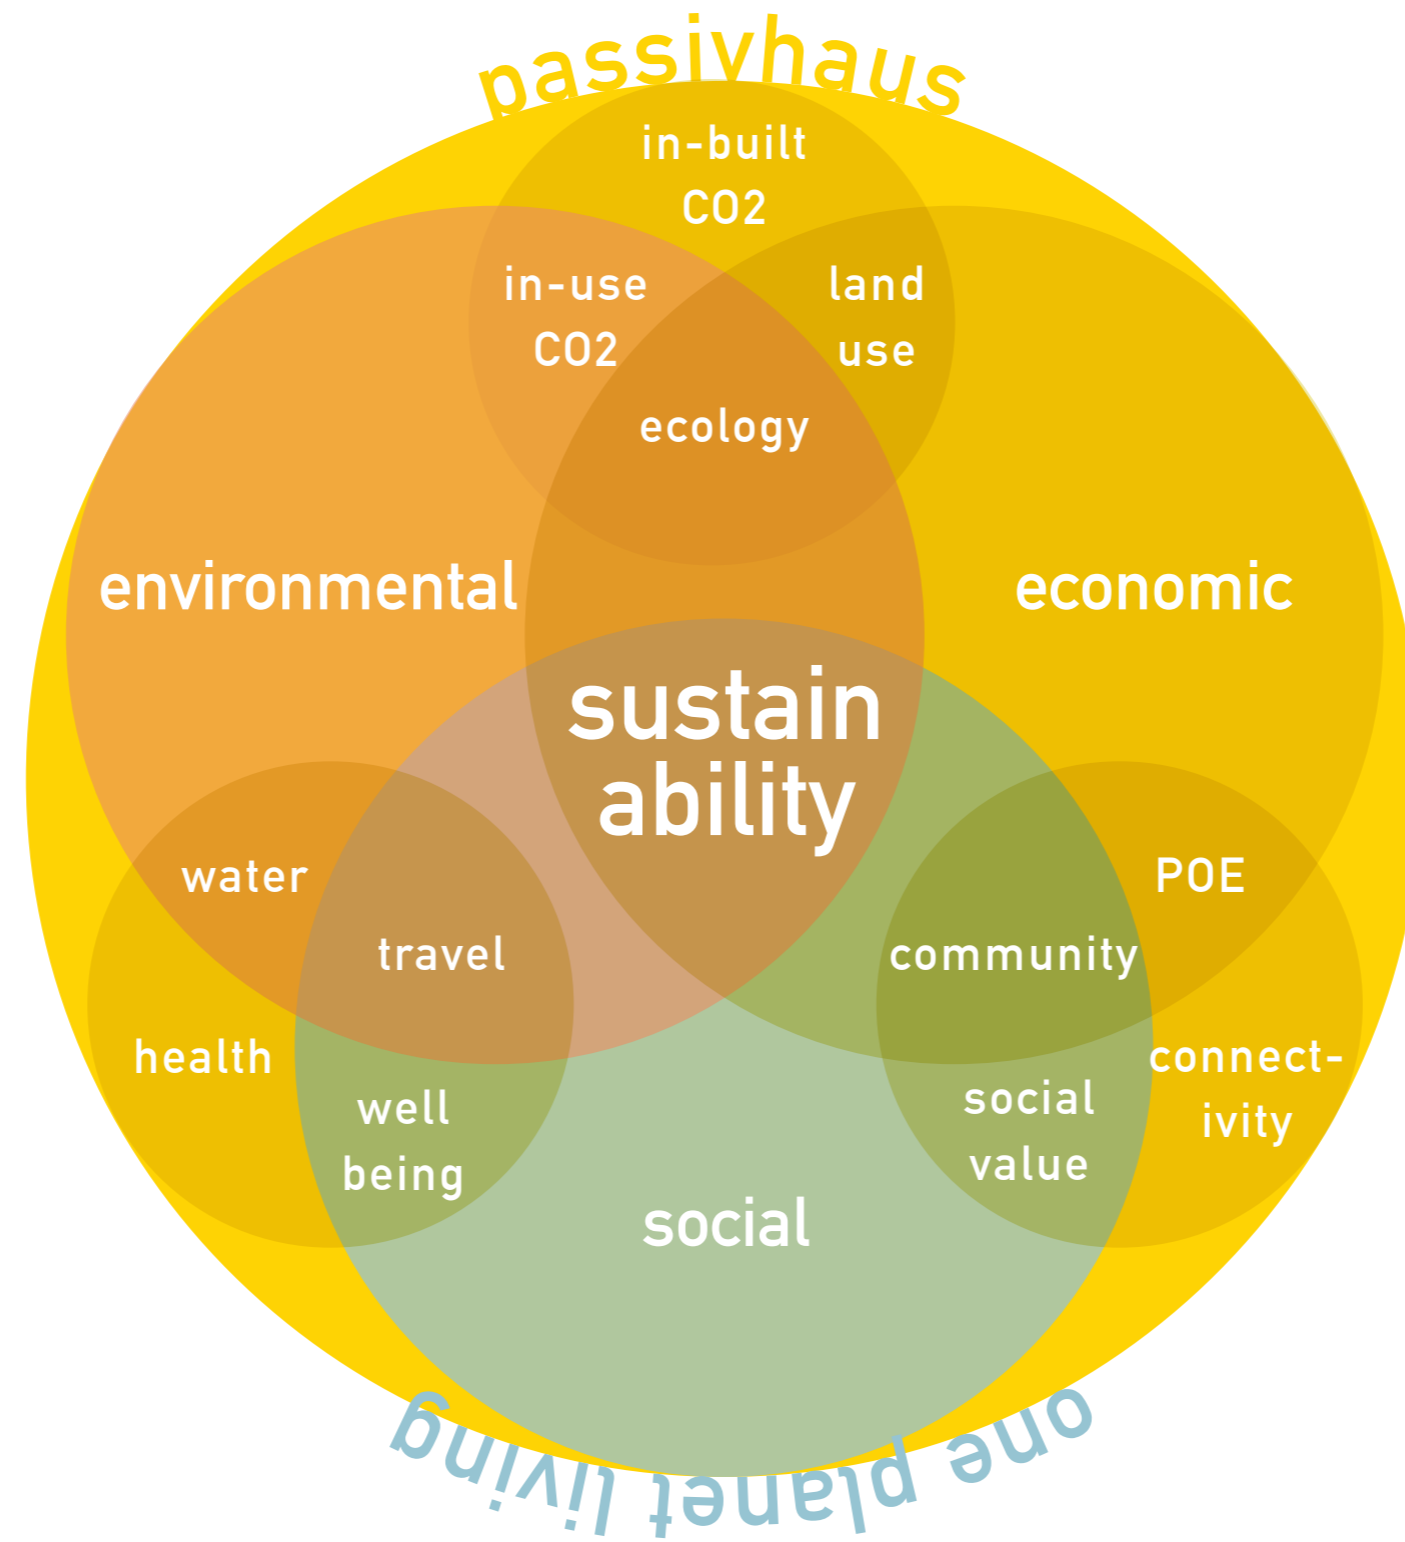 passivhaus
in-built
CO2
in-use
CO2
land
use
ecology
environmental
economic
sustain
ability
water
travel
health
well
being
POE
community
connect-
ivity
social
value
social
one planet living